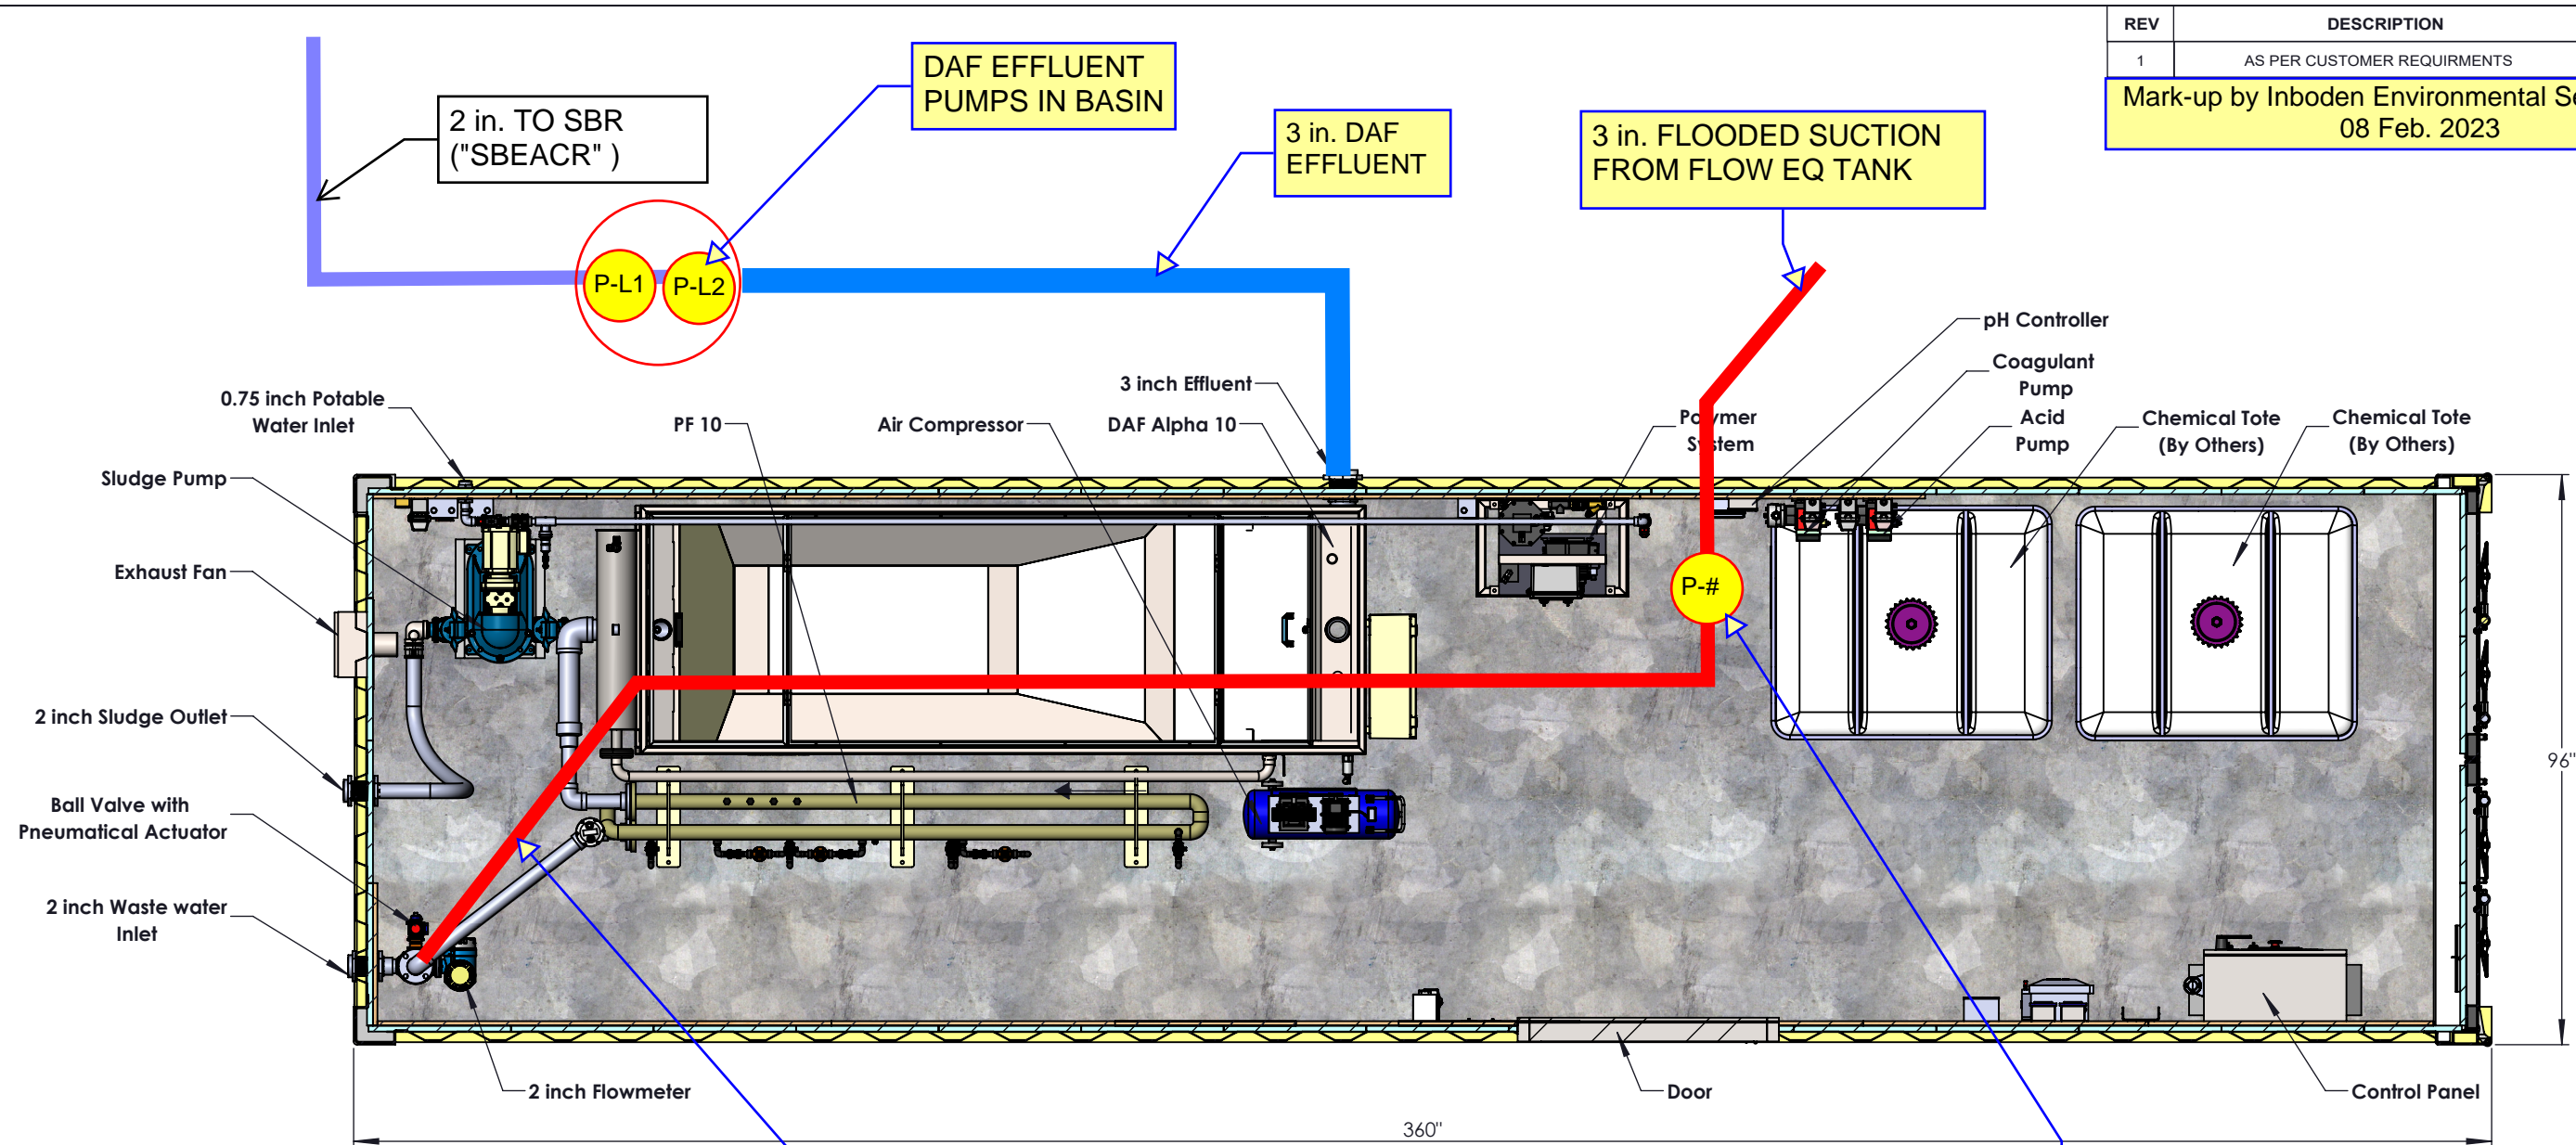 REV
DESCRIPTION
1
AS PER CUSTOMER REQUIRMENTS
Mark-up by Inboden Environmental
08 Feb. 2023
DAF EFFLUENT
PUMPS IN BASIN
2 in. TO SBR
("SBEACR" )
3 in. DAF
EFFLUENT
3 in. FLOODED SUCTION
FROM FLOW EQ TANK
P-L1
P-L2
pH Controller
Coagulant
Pump
Acid
Pump
Chemical Tote
(By Others)
Chemical Tote
(By Others)
0.75 inch Potable
Water Inlet
PF 10
Air Compressor
3 inch Effluent
DAF Alpha 10
Polymer
System
Sludge Pump
Exhaust Fan
P-#
2 inch Sludge Outlet
Ball Valve with
Pneumatical Actuator
2 inch Waste water
Inlet
96"
2 inch Flowmeter
Door
Control Panel
360"